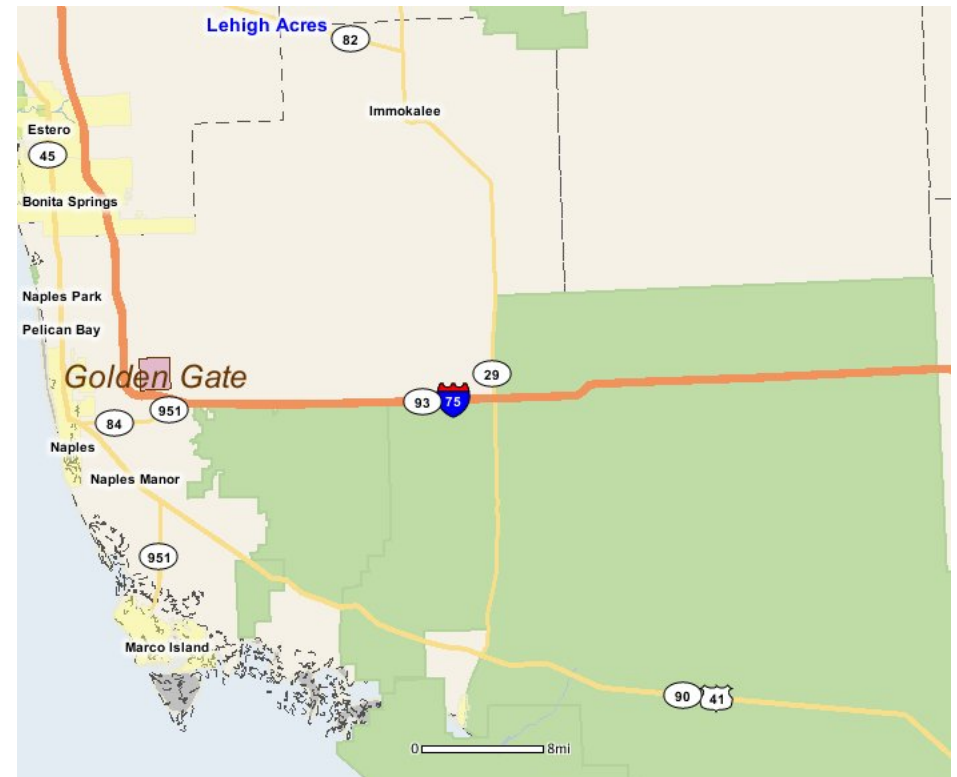 Lehigh Acres
82
Immokalee
Estero
45
Bonita Springs
Naples Park
Pelican Bay
Golden Gate
29
93
75
951
84
Naples
Naples Manor
951
Marco Island
90
41
0
8mi